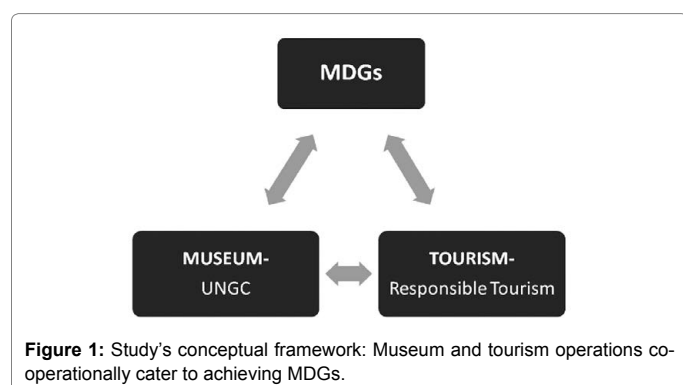 MDGs
MUSEUM-
UNGC
TOURISM-
Responsible Tourism
Figure 1: Study’s conceptual framework: Museum and tourism operations co-
operationally cater to achieving MDGs.